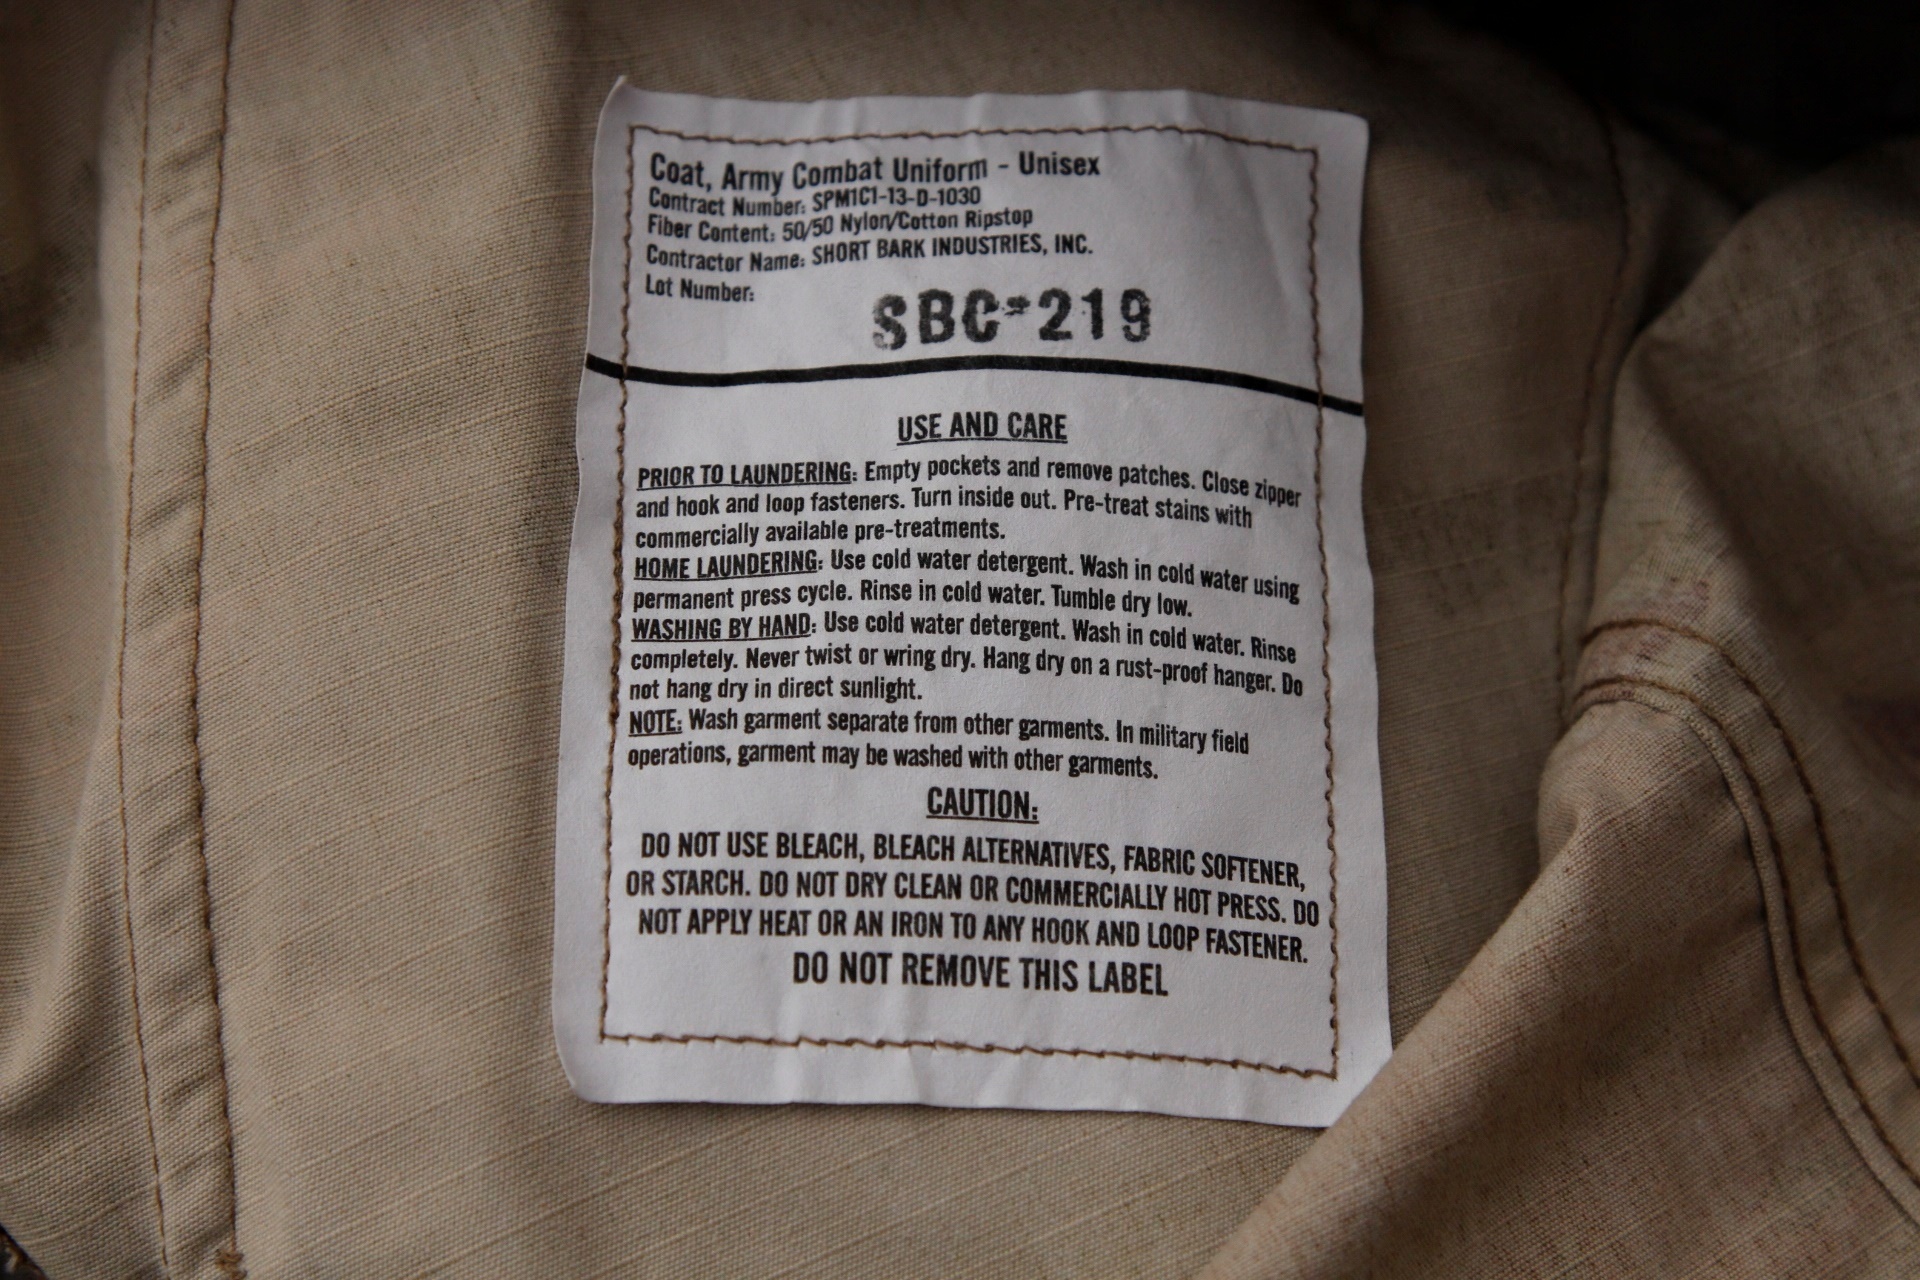 Coat, Army Combat Uniform - Unisex
Contract Number: SPM1C1-13-D-1030
Fiber Content: 50/50 Nylon/Cotton Ripstop
Contractor Name: SHORT BARK INDUSTRIES, INC.
Lot Number:
SBC-219
USE AND CARE
PRIOR TO LAUNDERING: Empty pockets and remove patches. Close zipper
and hook and loop fasteners. Turn inside out. Pre-treat stains with
commercially available pre-treatments.
HOME LAUNDERING: Use cold water detergent. Wash in cold water using
permanent press cycle. Rinse in cold water. Tumble dry low.
WASHING BY HAND: Use cold water detergent. Wash in cold water. Rinse
completely. Never twist or wring dry. Hang dry on a rust-proof hanger. Do
not hang dry in direct sunlight.
NOTE: Wash garment separate from other garments. In military field
operations, garment may be washed with other garments.
CAUTION:
DO NOT USE BLEACH, BLEACH ALTERNATIVES, FABRIC SOFTENER,
OR STARCH. DO NOT DRY CLEAN OR COMMERCIALLY HOT PRESS. DO
NOT APPLY HEAT OR AN IRON TO ANY HOOK AND LOOP FASTENER.
DO NOT REMOVE THIS LABEL